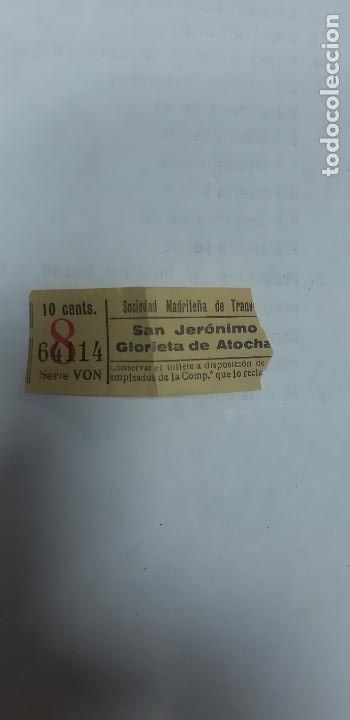 10 cents.
8
64114
Serie VON
Sociedad Madrileña de Tranv
San Jerónimo
Glorieta de Atocha
Conservar el billete a disposición de
empleados de la Comp.ª que lo recla
todocoleccion